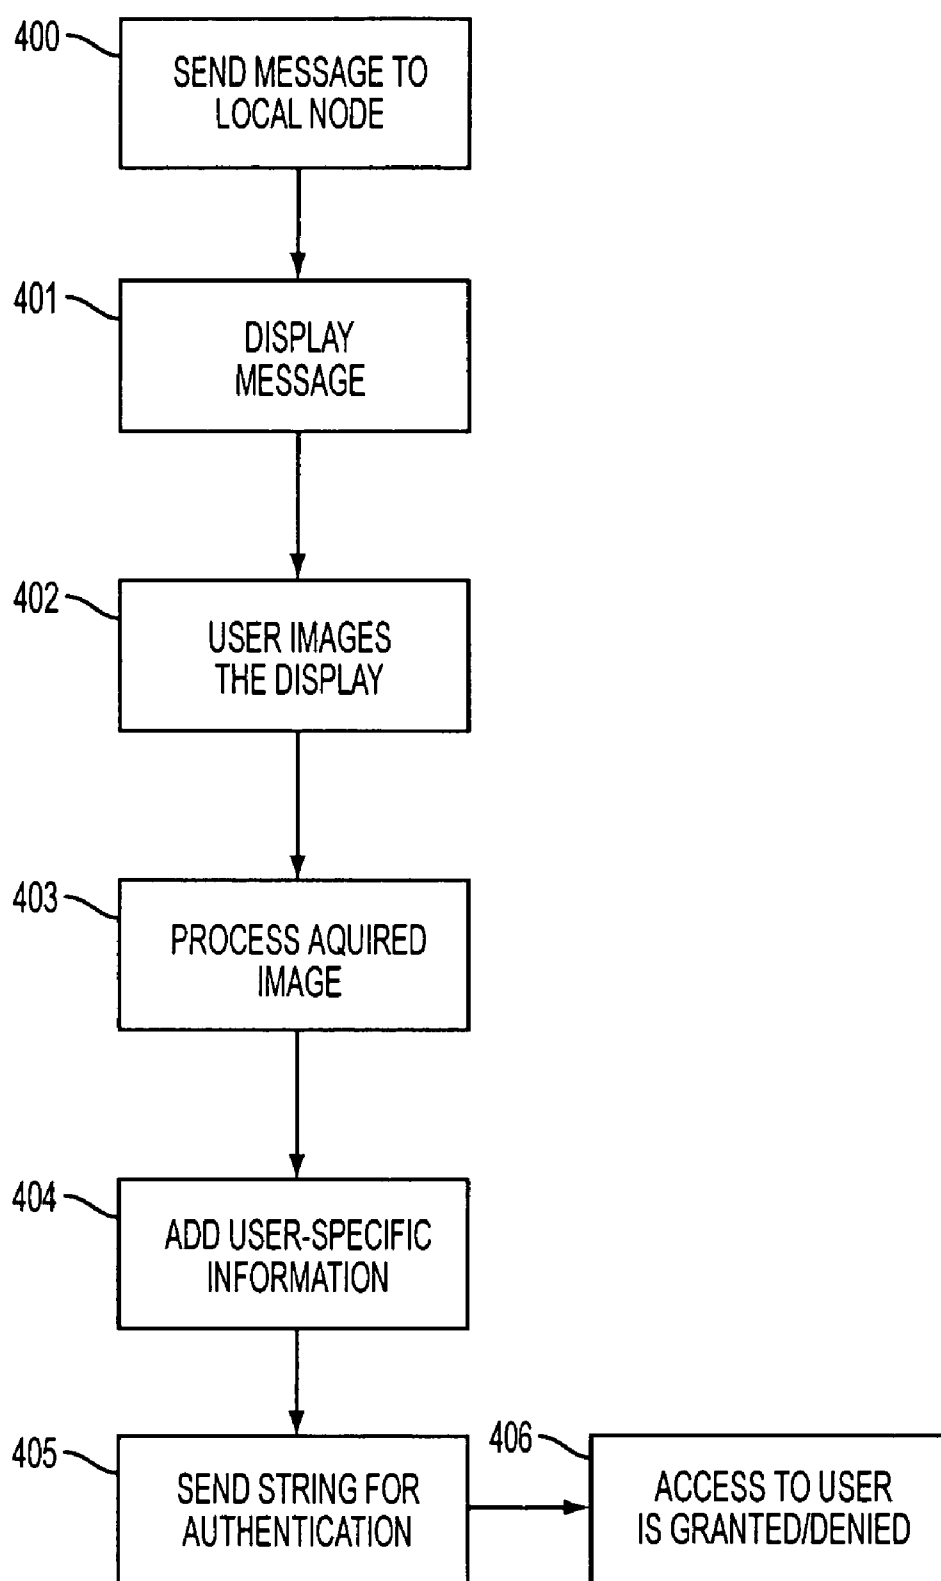 400
SEND MESSAGE TO
LOCAL NODE
401
DISPLAY
MESSAGE
402
USER IMAGES
THE DISPLAY
403
PROCESS AQUIRED
IMAGE
404
ADD USER-SPECIFIC
INFORMATION
405
SEND STRING FOR
AUTHENTICATION
406
ACCESS TO USER
IS GRANTED/DENIED